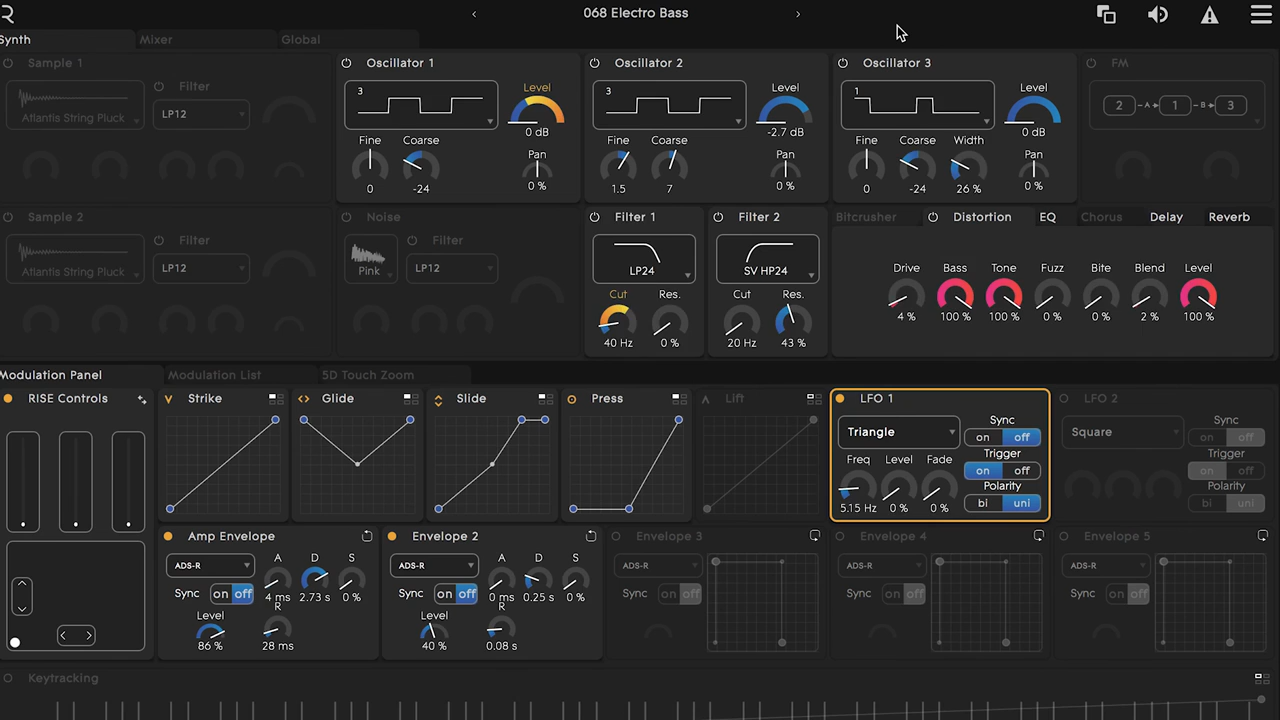 068 Electro Bass
Synth Mixer Global
Sample 1 Oscillator 1 Oscillator 2 Oscillator 3 FM
Filter 3 Level 3 Level 1 Level
LP12 2 A 1 B 3
Atlantis String Pluck 0 dB -2.7 dB 0 dB
Fine Coarse Pan Fine Coarse Pan Fine Coarse Width Pan
0 -24 0 % 1.5 7 0 % 0 -24 26 % 0 %
Sample 2 Noise Filter 1 Filter 2 Bitcrusher Distortion EQ Chorus Delay Reverb
Filter Filter
LP12 Pink LP12 LP24 SV HP24 Drive Bass Tone Fuzz Bite Blend Level
Atlantis String Pluck
Cut Res. Cut Res. 4 % 100 % 100 % 0 % 0 % 2 % 100 %
40 Hz 0 % 20 Hz 43 %
Modulation Panel Modulation List 5D Touch Zoom
RISE Controls Strike Glide Slide Press Lift LFO 1 LFO 2
Triangle Sync Square Sync
on off on off
Freq Level Fade Trigger Trigger
on off on off
Polarity Polarity
5.15 Hz 0 % 0 % bi uni bi uni
Amp Envelope Envelope 2 Envelope 3 Envelope 4 Envelope 5
ADS-R A D S ADS-R A D S ADS-R ADS-R ADS-R
Sync on off Sync on off Sync on off Sync on off Sync on off
4 ms 2.73 s 0 % 0 ms 0.25 s 0 %
Level R Level R
86 % 28 ms 40 % 0.08 s
Keytracking